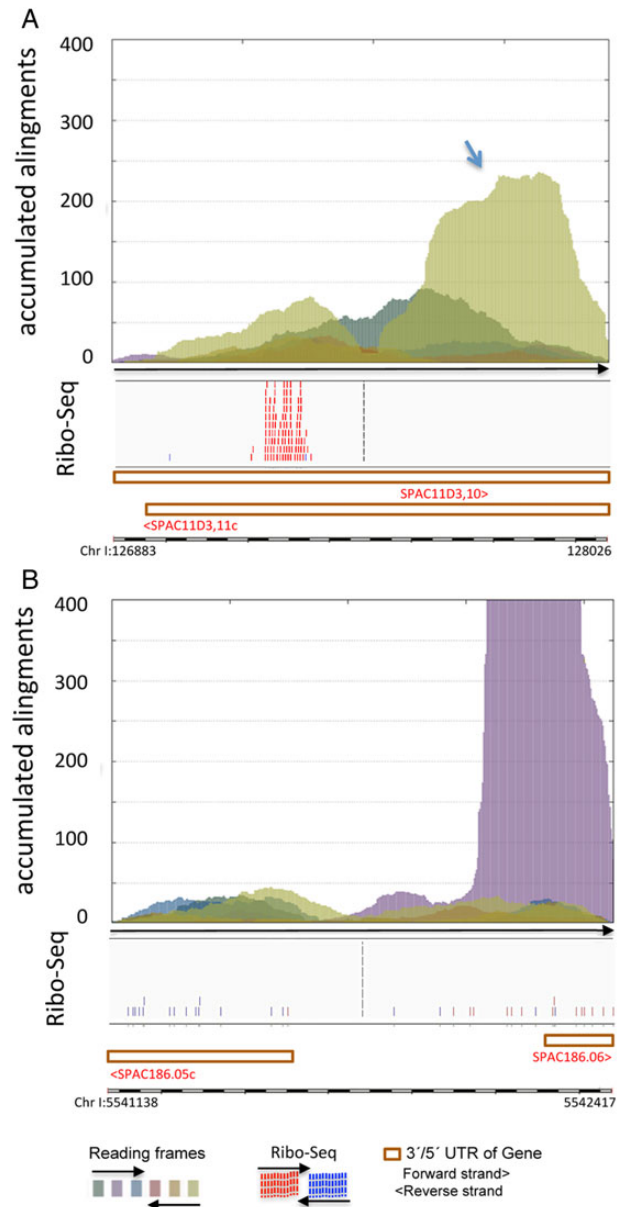 A
400
300
200
100
0
accumulated alingments
Ribo-Seq
SPAC11D3,10>
<SPAC11D3,11c
Chr I:126883
128026
B
400
300
200
100
0
accumulated alingments
Ribo-Seq
SPAC186.06>
<SPAC186.05c
Chr I:5541138
5542417
Reading frames
Ribo-Seq
3´/5´ UTR of Gene
Forward strand>
<Reverse strand